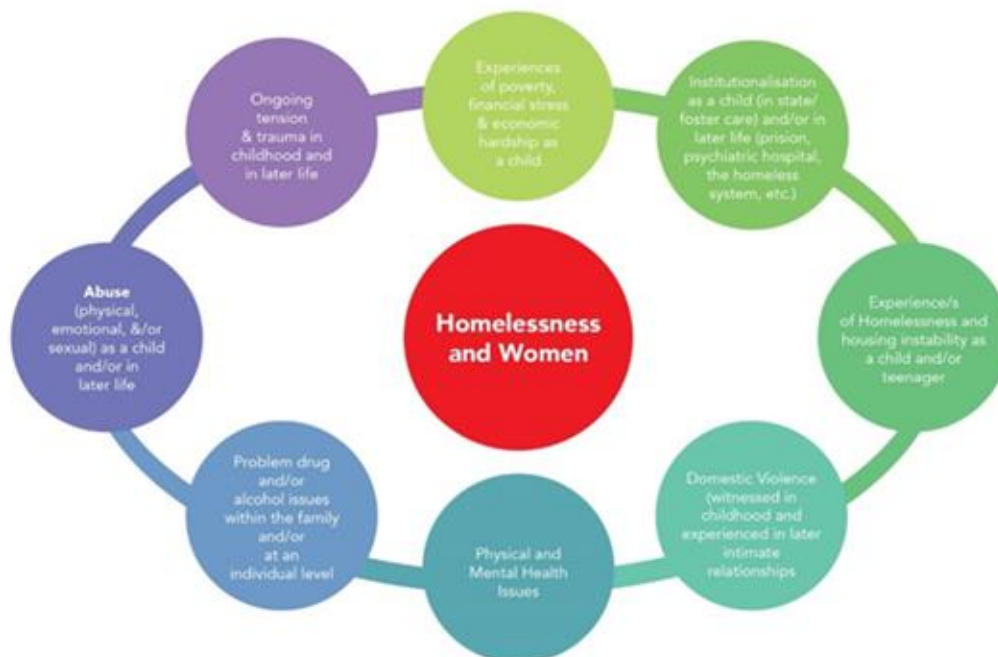 Experiences
of poverty,
financial stress
& economic
hardship as
a child
Institutionalisation
as a child (in state/
foster care) and/or in
later life (prision,
psychiatric hospital,
the homeless
system, etc.)
Experience/s
of Homelessness and
housing instability as
a child and/or
teenager
Domestic Violence
(witnessed in
childhood and
experienced in later
intimate
relationships
Physical and
Mental Health
Issues
Problem drug
and/or
alcohol issues
within the family
and/or
at an
individual level
Abuse
(physical,
emotional, &/or
sexual) as a child
and/or in
later life
Ongoing
tension
& trauma in
childhood and
in later life
Homelessness
and Women